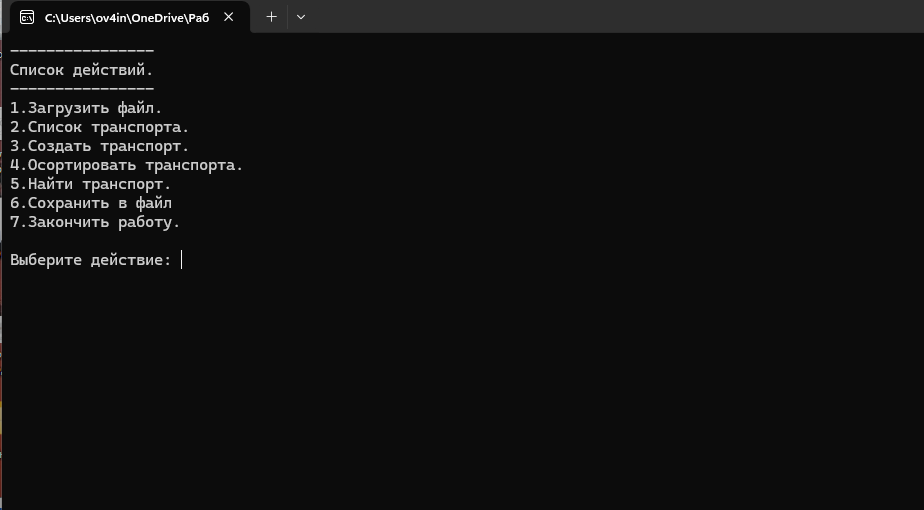 C:\Users\ov4in\OneDrive\Раб
----------------
Список действий.
----------------
1.Загрузить файл.
2.Список транспорта.
3.Создать транспорт.
4.Осортировать транспорта.
5.Найти транспорт.
6.Сохранить в файл
7.Закончить работу.
Выберите действие: